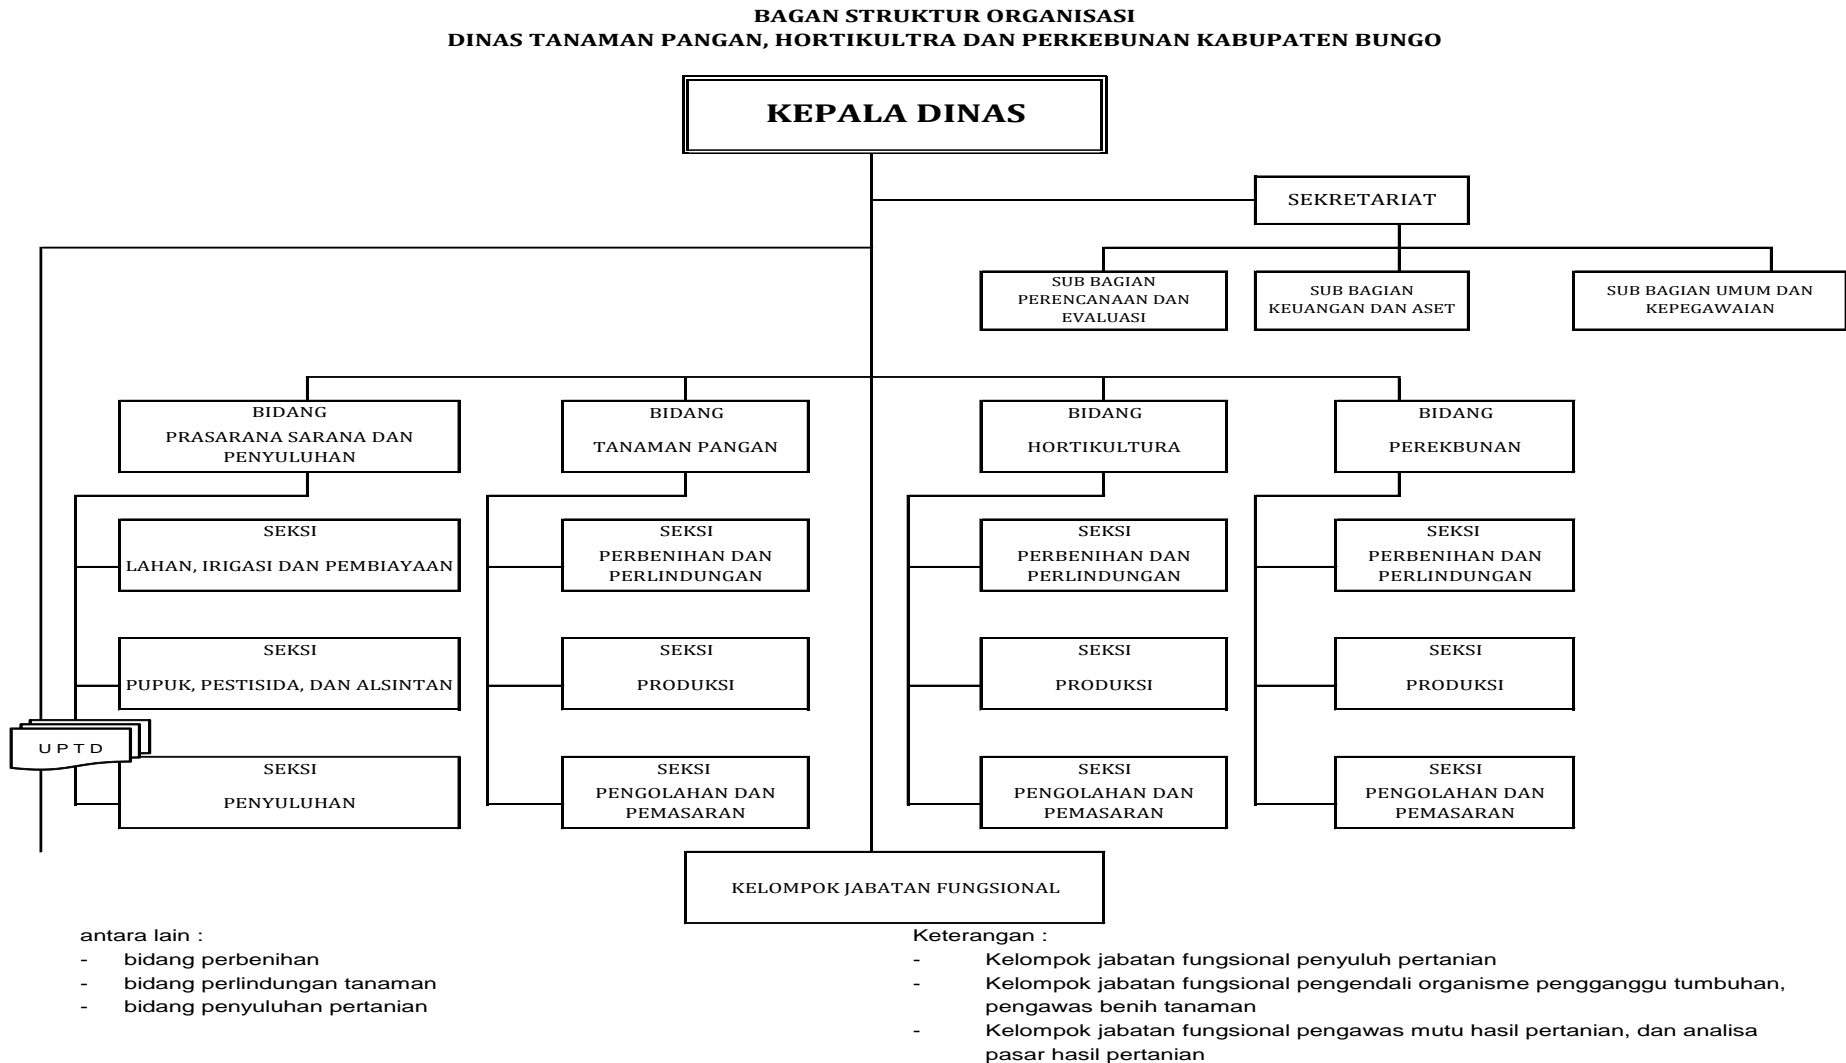 BAGAN STRUKTUR ORGANISASI
DINAS TANAMAN PANGAN, HORTIKULTRA DAN PERKEBUNAN KABUPATEN BUNGO
KEPALA DINAS
SEKRETARIAT
SUB BAGIAN
PERENCANAAN DAN
EVALUASI
SUB BAGIAN
KEUANGAN DAN ASET
SUB BAGIAN UMUM DAN
KEPEGAWAIAN
BIDANG
PRASARANA SARANA DAN
PENYULUHAN
BIDANG
TANAMAN PANGAN
BIDANG
HORTIKULTURA
BIDANG
PEREKBUNAN
SEKSI
LAHAN, IRIGASI DAN PEMBIAYAAN
SEKSI
PERBENIHAN DAN
PERLINDUNGAN
SEKSI
PERBENIHAN DAN
PERLINDUNGAN
SEKSI
PERBENIHAN DAN
PERLINDUNGAN
SEKSI
PUPUK, PESTISIDA, DAN ALSINTAN
SEKSI
PRODUKSI
SEKSI
PRODUKSI
SEKSI
PRODUKSI
U P T D
SEKSI
PENYULUHAN
SEKSI
PENGOLAHAN DAN
PEMASARAN
SEKSI
PENGOLAHAN DAN
PEMASARAN
SEKSI
PENGOLAHAN DAN
PEMASARAN
KELOMPOK JABATAN FUNGSIONAL
antara lain :
- bidang perbenihan
- bidang perlindungan tanaman
- bidang penyuluhan pertanian
Keterangan :
- Kelompok jabatan fungsional penyuluh pertanian
- Kelompok jabatan fungsional pengendali organisme pengganggu tumbuhan,
pengawas benih tanaman
- Kelompok jabatan fungsional pengawas mutu hasil pertanian, dan analisa
pasar hasil pertanian